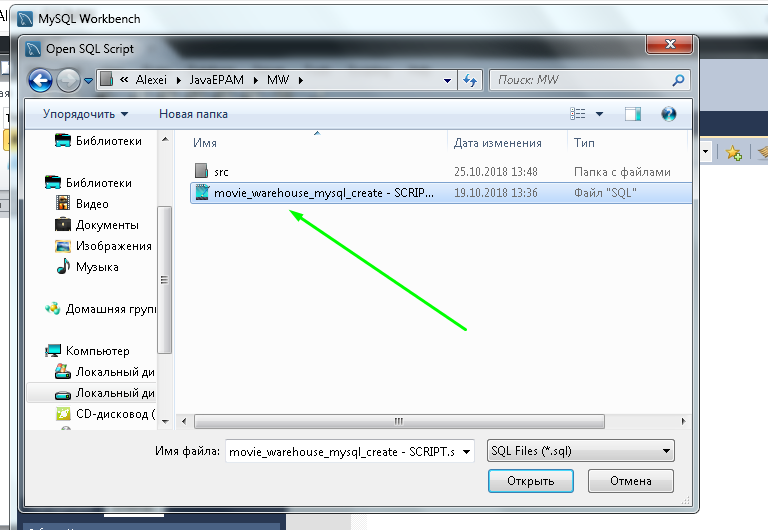 Al
MySQL Workbench
Open SQL Script
« Alexei ▸ JavaEPAM ▸ MW ▸
Поиск: MW
Упорядочить
Новая папка
Имя
Дата изменения
Тип
src
25.10.2018 13:48
Папка с файлами
movie_warehouse_mysql_create - SCRIP...
19.10.2018 13:36
Файл "SQL"
Библиотеки
Библиотеки
Видео
Документы
Изображения
Музыка
Домашняя групп
Компьютер
Локальный ди
Локальный ди
CD-дисковод (
Имя файла:
movie_warehouse_mysql_create - SCRIPT.s
SQL Files (*.sql)
Открыть
Отмена